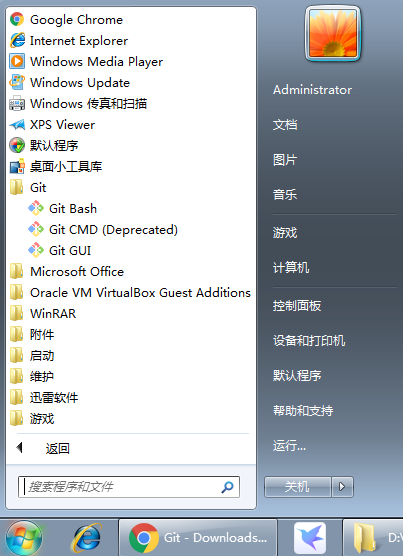 Google Chrome
Internet Explorer
Windows Media Player
Windows Update
Windows 传真和扫描
XPS Viewer
默认程序
桌面小工具库
Git
Git Bash
Git CMD (Deprecated)
Git GUI
Microsoft Office
Oracle VM VirtualBox Guest Additions
WinRAR
附件
启动
维护
迅雷软件
游戏
返回
搜索程序和文件
Administrator
文档
图片
音乐
游戏
计算机
控制面板
设备和打印机
默认程序
帮助和支持
运行...
关机
Git - Downloads...
D:\